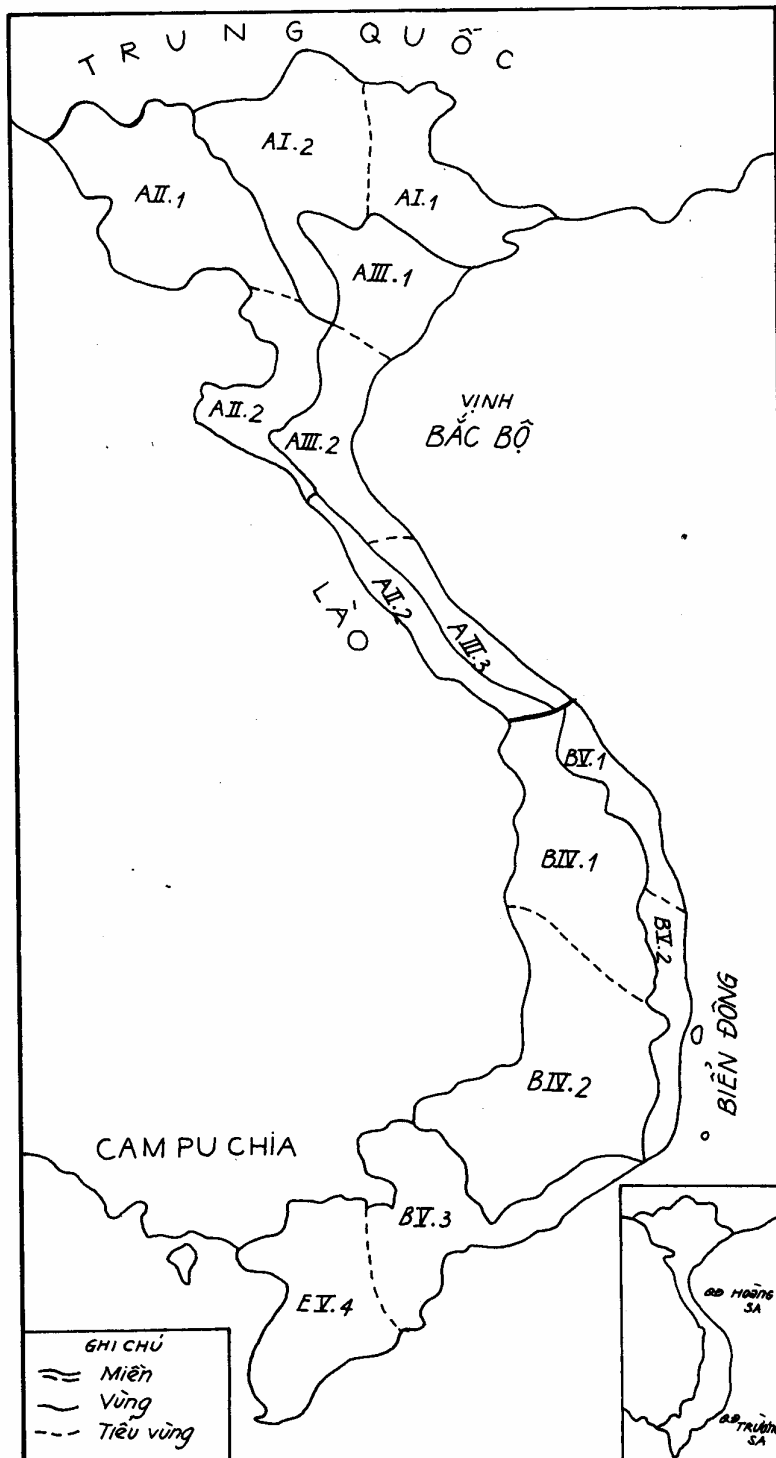 TRUNG QUỐC
AI.2
AII.1
AI.1
AIII.1
VỊNH
BẮC BỘ
AII.2
AIII.2
LÀO
AII.2
AIII.3
BV.1
BIV.1
BV.2
BIỂN ĐÔNG
BIV.2
CAMPUCHIA
BV.3
EV.4
GHI CHÚ
Miền
Vùng
Tiểu vùng
QĐ HOÀNG
SA
QĐ TRƯỜNG
SA